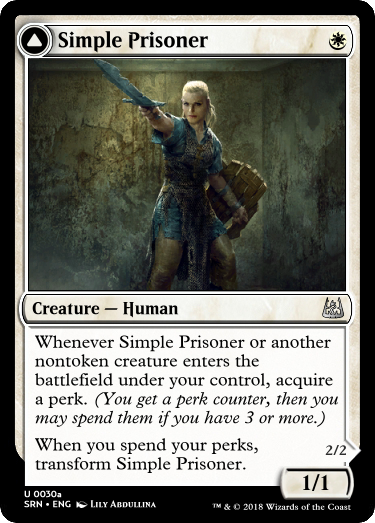 Simple Prisoner
Creature — Human
Whenever Simple Prisoner or another
nontoken creature enters the
battlefield under your control, acquire
a perk. (You get a perk counter, then you
may spend them if you have 3 or more.)
When you spend your perks,
transform Simple Prisoner.
2/2
1/1
U 0030a
SRN • ENG Lily Abdullina
™ & © 2018 Wizards of the Coast